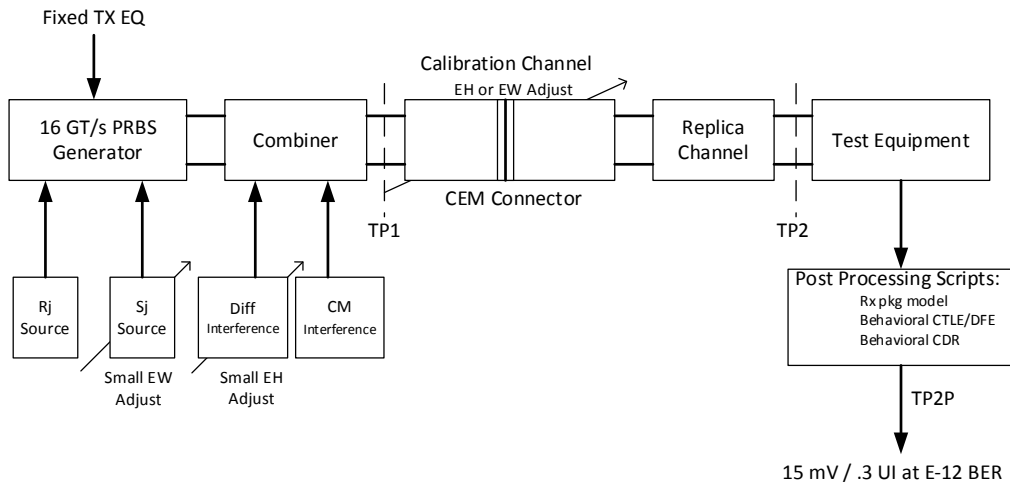 Fixed TX EQ
Calibration Channel
EH or EW Adjust
16 GT/s PRBS
Generator
Combiner
Replica
Channel
Test Equipment
CEM Connector
TP1
TP2
Rj
Source
Sj
Source
Diff
Interference
CM
Interference
Small EW
Adjust
Small EH
Adjust
Post Processing Scripts:
Rx pkg model
Behavioral CTLE/DFE
Behavioral CDR
TP2P
15 mV / .3 UI at E-12 BER